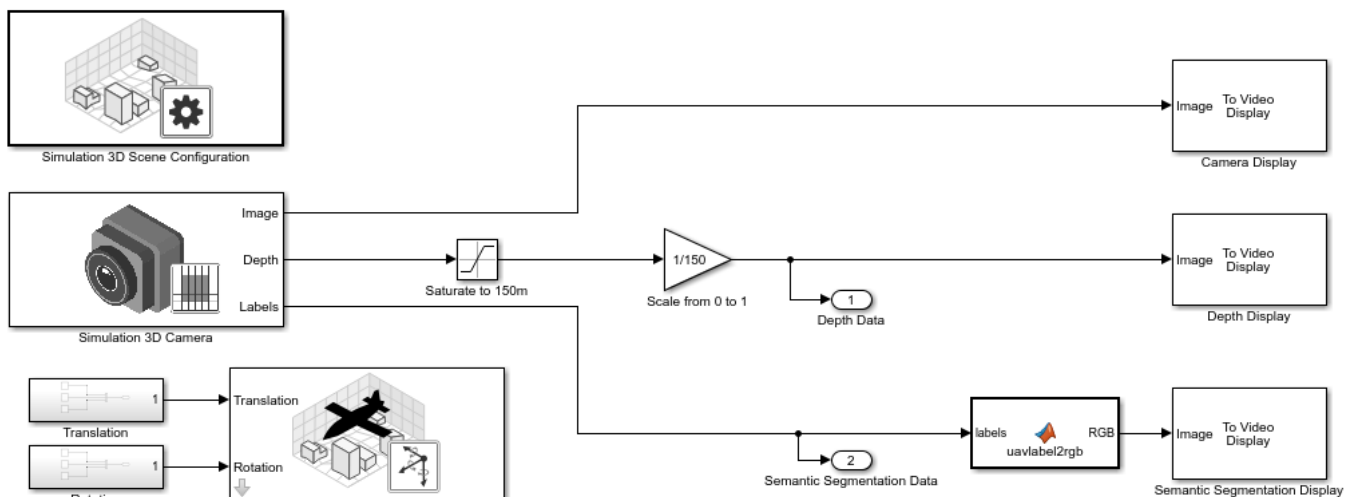 Simulation 3D Scene Configuration
Image To Video
Display
Camera Display
Image
Depth
Labels
Simulation 3D Camera
Saturate to 150m
1/150
Scale from 0 to 1
1
Depth Data
Image To Video
Display
Depth Display
1
Translation
1
Translation
Rotation
labels RGB
uavlabel2rgb
2
Semantic Segmentation Data
Image To Video
Display
Semantic Segmentation Display